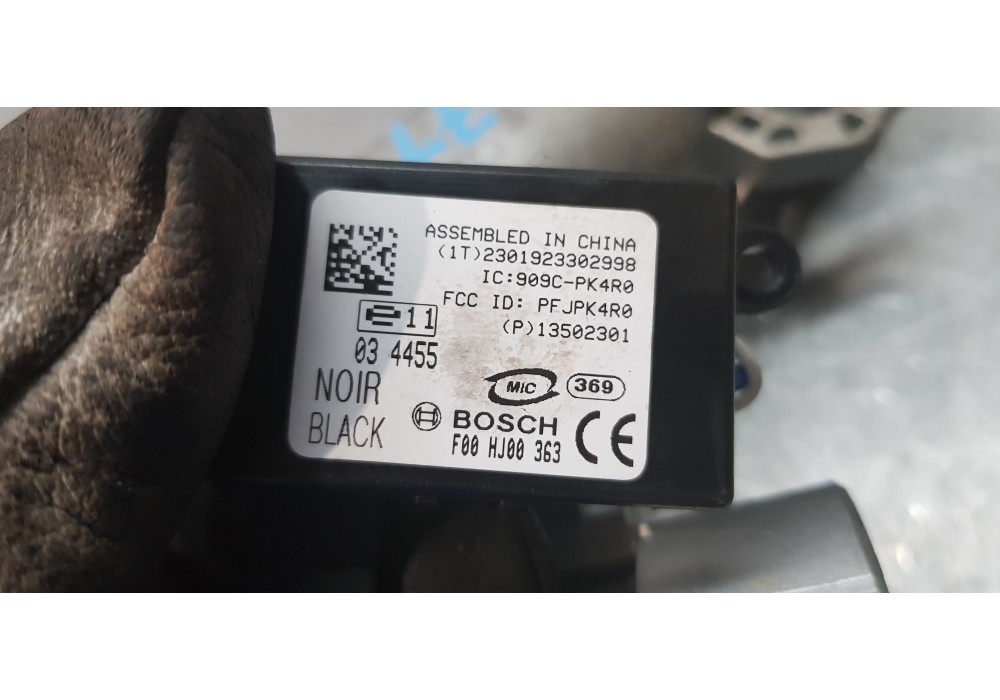 ASSEMBLED IN CHINA
(1T)2301923302998
IC:909C-PK4R0
FCC ID: PFJPK4R0
(P)13502301
e11
03 4455
NOIR
BLACK
MIC 369
BOSCH
F00 HJ00 363
CE